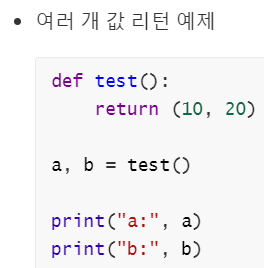 • 여러 개 값 리턴 예제
def test():
    return (10, 20)

a, b = test()

print("a:", a)
print("b:", b)